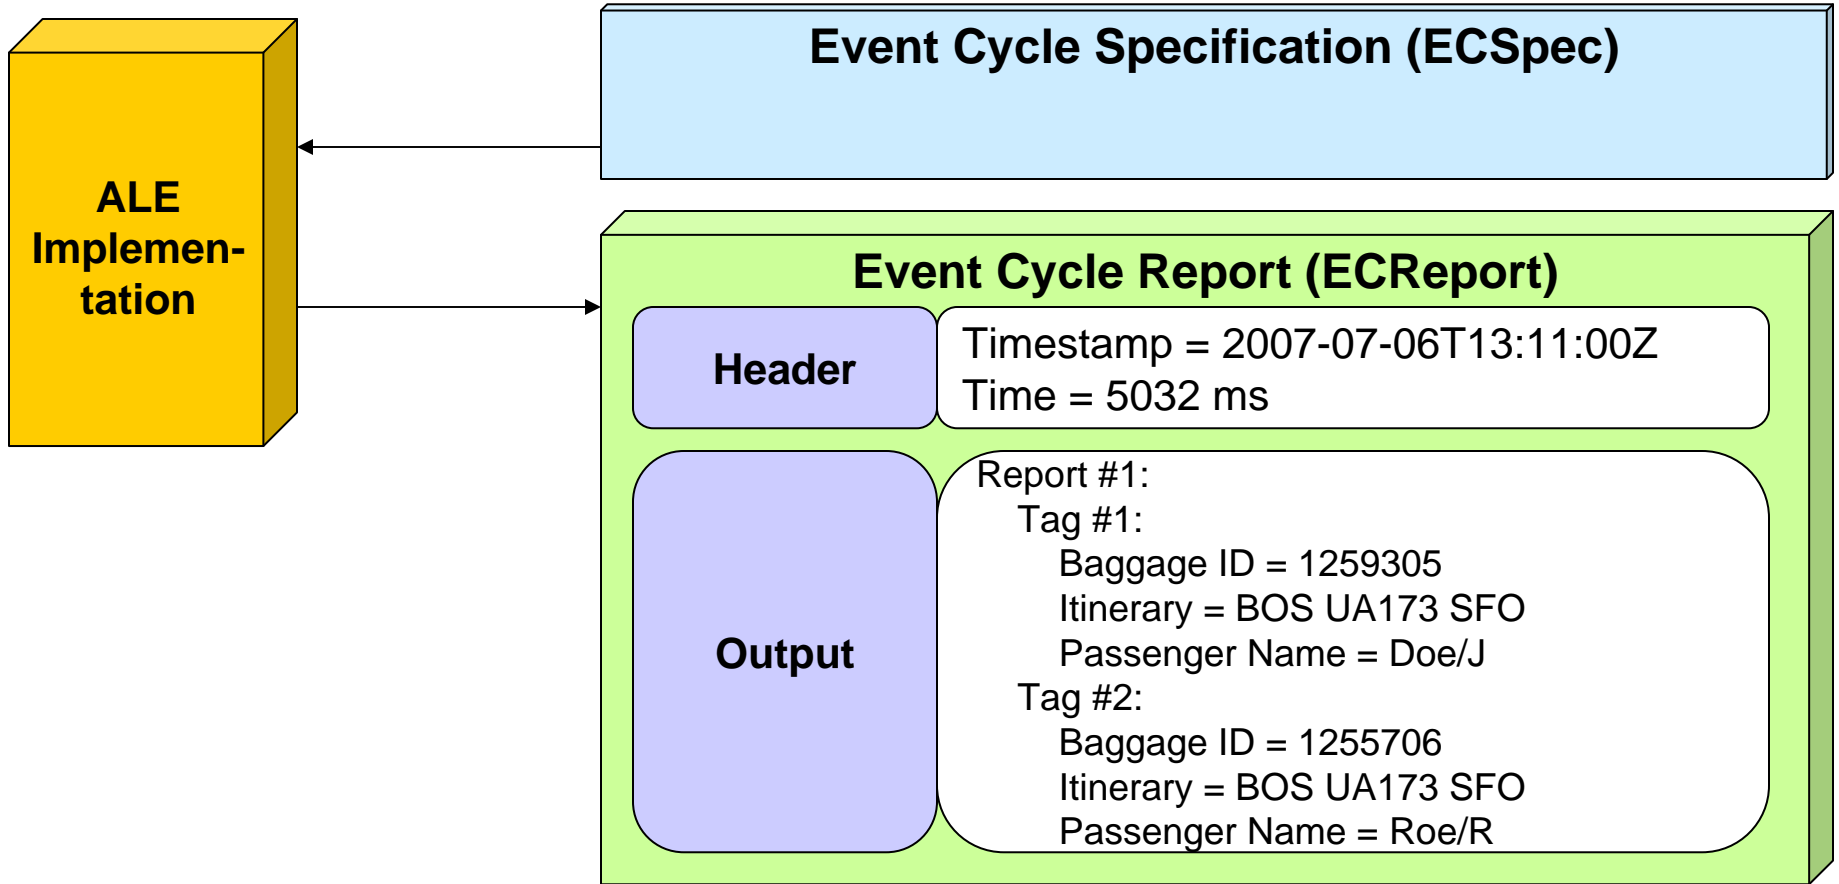 Event Cycle Specification (ECSpec)
ALE
Implemen-
tation
Event Cycle Report (ECReport)
Header
Timestamp = 2007-07-06T13:11:00Z
Time = 5032 ms
Output
Report #1:
Tag #1:
Baggage ID = 1259305
Itinerary = BOS UA173 SFO
Passenger Name = Doe/J
Tag #2:
Baggage ID = 1255706
Itinerary = BOS UA173 SFO
Passenger Name = Roe/R